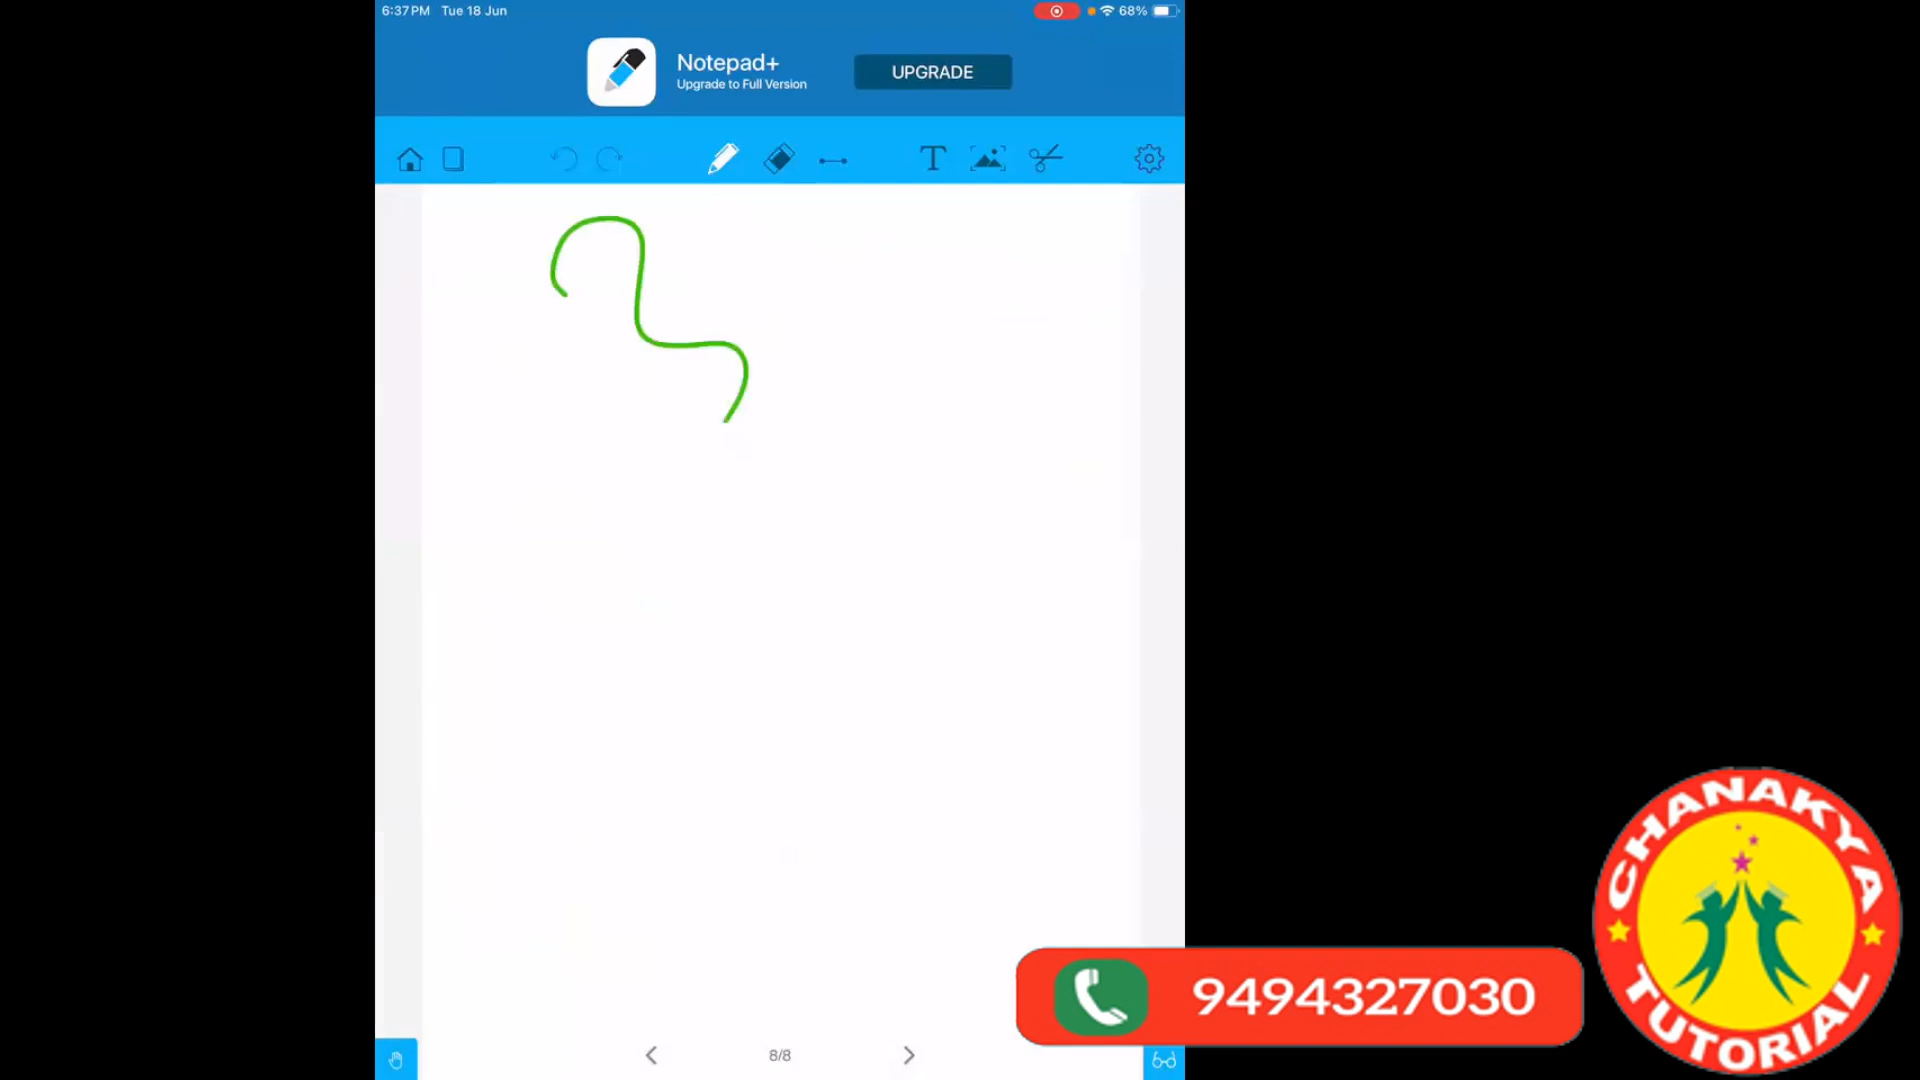 6:37 PM Tue 18 Jun
68%
Notepad+
Upgrade to Full Version
UPGRADE
T
8/8
9494327030
CHANAKYA
TUTORIAL